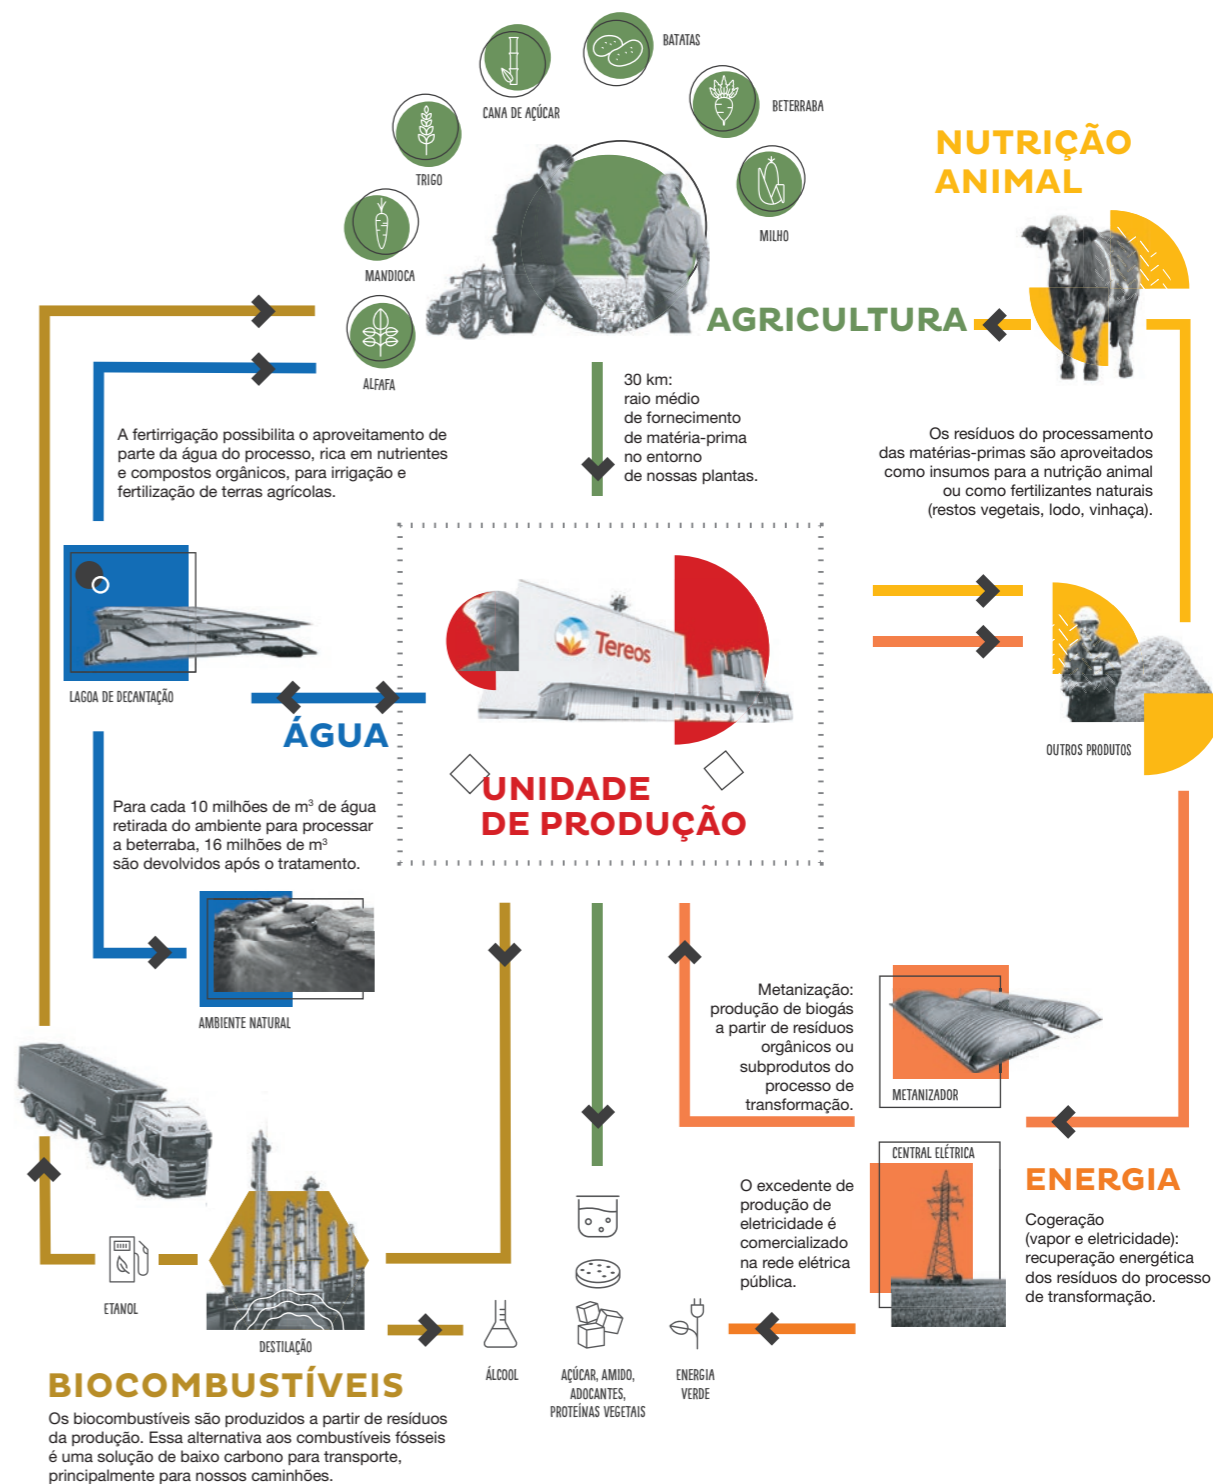 BATATAS
CANA DE AÇÚCAR
BETERRABA
TRIGO
MILHO
MANDIOCA
ALFAFA
NUTRIÇÃO
ANIMAL
AGRICULTURA
30 km:
raio médio
de fornecimento
de matéria-prima
no entorno
de nossas plantas.
A fertirrigação possibilita o aproveitamento de
parte da água do processo, rica em nutrientes
e compostos orgânicos, para irrigação e
fertilização de terras agrícolas.
Os resíduos do processamento
das matérias-primas são aproveitados
como insumos para a nutrição animal
ou como fertilizantes naturais
(restos vegetais, lodo, vinhaça).
Tereos
LAGOA DE DECANTAÇÃO
ÁGUA
OUTROS PRODUTOS
UNIDADE
DE PRODUÇÃO
Para cada 10 milhões de m³ de água
retirada do ambiente para processar
a beterraba, 16 milhões de m³
são devolvidos após o tratamento.
AMBIENTE NATURAL
Metanização:
produção de biogás
a partir de resíduos
orgânicos ou
subprodutos do
processo de
transformação.
METANIZADOR
CENTRAL ELÉTRICA
ENERGIA
Cogeração
(vapor e eletricidade):
recuperação energética
dos resíduos do processo
de transformação.
O excedente de
produção de
eletricidade é
comercializado
na rede elétrica
pública.
ETANOL
DESTILAÇÃO
ÁLCOOL
AÇÚCAR, AMIDO,
ADOCANTES,
PROTEÍNAS VEGETAIS
ENERGIA
VERDE
BIOCOMBUSTÍVEIS
Os biocombustíveis são produzidos a partir de resíduos
da produção. Essa alternativa aos combustíveis fósseis
é uma solução de baixo carbono para transporte,
principalmente para nossos caminhões.